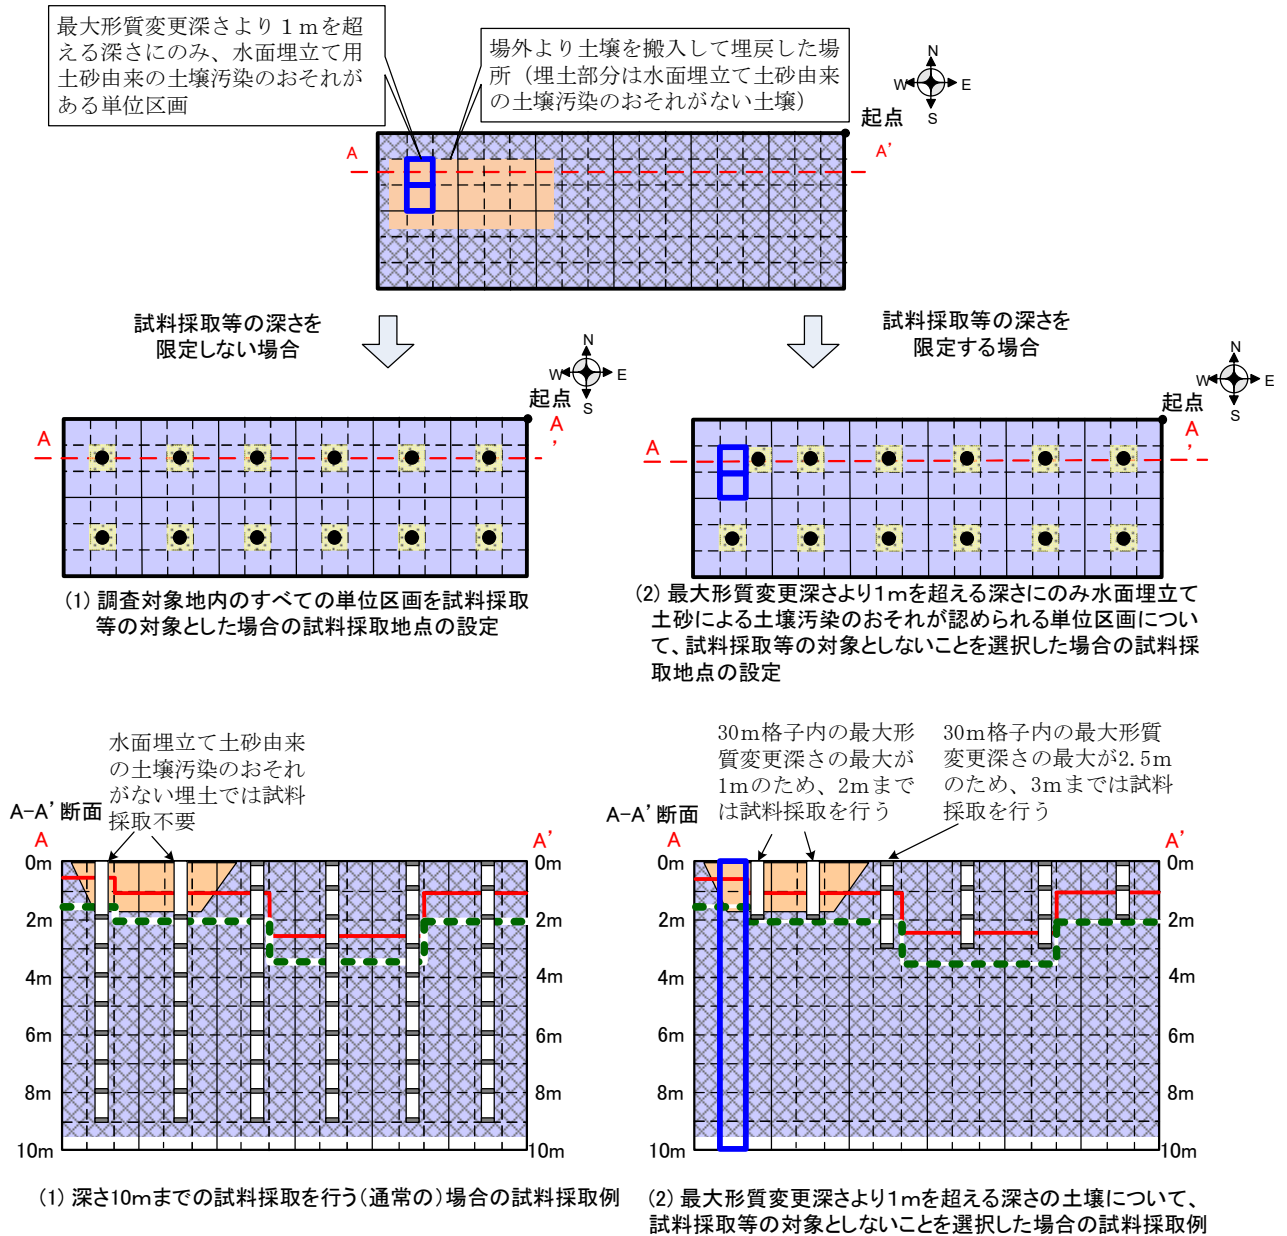 最大形質変更深さより１ｍを超
える深さにのみ、水面埋立て用
土砂由来の土壌汚染のおそれが
ある単位区画
場外より土壌を搬入して埋戻した場
所（埋土部分は水面埋立て土砂由来
の土壌汚染のおそれがない土壌）
N
W
E
S
起点
A
A'
試料採取等の深さを
限定しない場合
試料採取等の深さを
限定する場合
N
W
E
S
起点
A
A
'
N
W
E
S
起点
A
A
'
(1) 調査対象地内のすべての単位区画を試料採取
等の対象とした場合の試料採取地点の設定
(2) 最大形質変更深さより1mを超える深さにのみ水面埋立て
土砂による土壌汚染のおそれが認められる単位区画につい
て、試料採取等の対象としないことを選択した場合の試料採
取地点の設定
水面埋立て土砂由来
の土壌汚染のおそれ
がない埋土では試料
採取不要
A-A'断面
A
A'
0m
2m
4m
6m
8m
10m
0m
2m
4m
6m
8m
10m
(1) 深さ10mまでの試料採取を行う(通常の)場合の試料採取例
30m格子内の最大形
質変更深さの最大が
1mのため、2mまで
は試料採取を行う
30m格子内の最大形質
変更深さの最大が2.5m
のため、3mまでは試料
採取を行う
A-A'断面
A
A'
0m
2m
4m
6m
8m
10m
0m
2m
4m
6m
8m
10m
(2) 最大形質変更深さより1mを超える深さの土壌について、
試料採取等の対象としないことを選択した場合の試料採取例